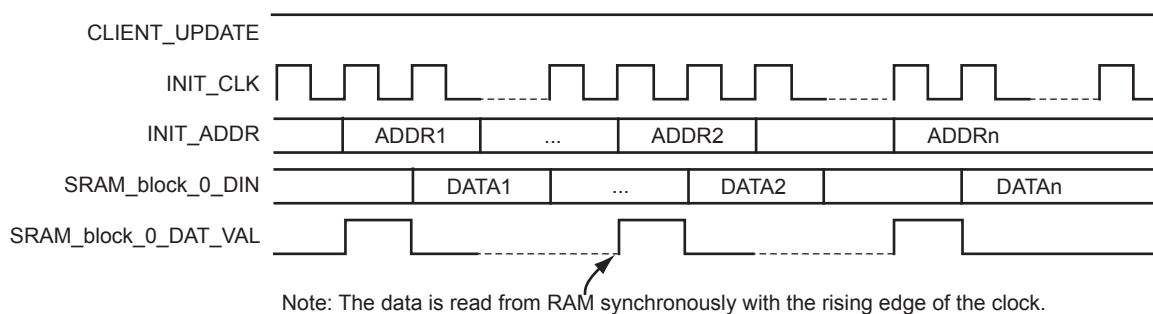 CLIENT_UPDATE
INIT_CLK
INIT_ADDR ADDR1 ... ADDR2 ADDRn
SRAM_block_0_DIN DATA1 ... DATA2 DATAn
SRAM_block_0_DAT_VAL
Note: The data is read from RAM synchronously with the rising edge of the clock.